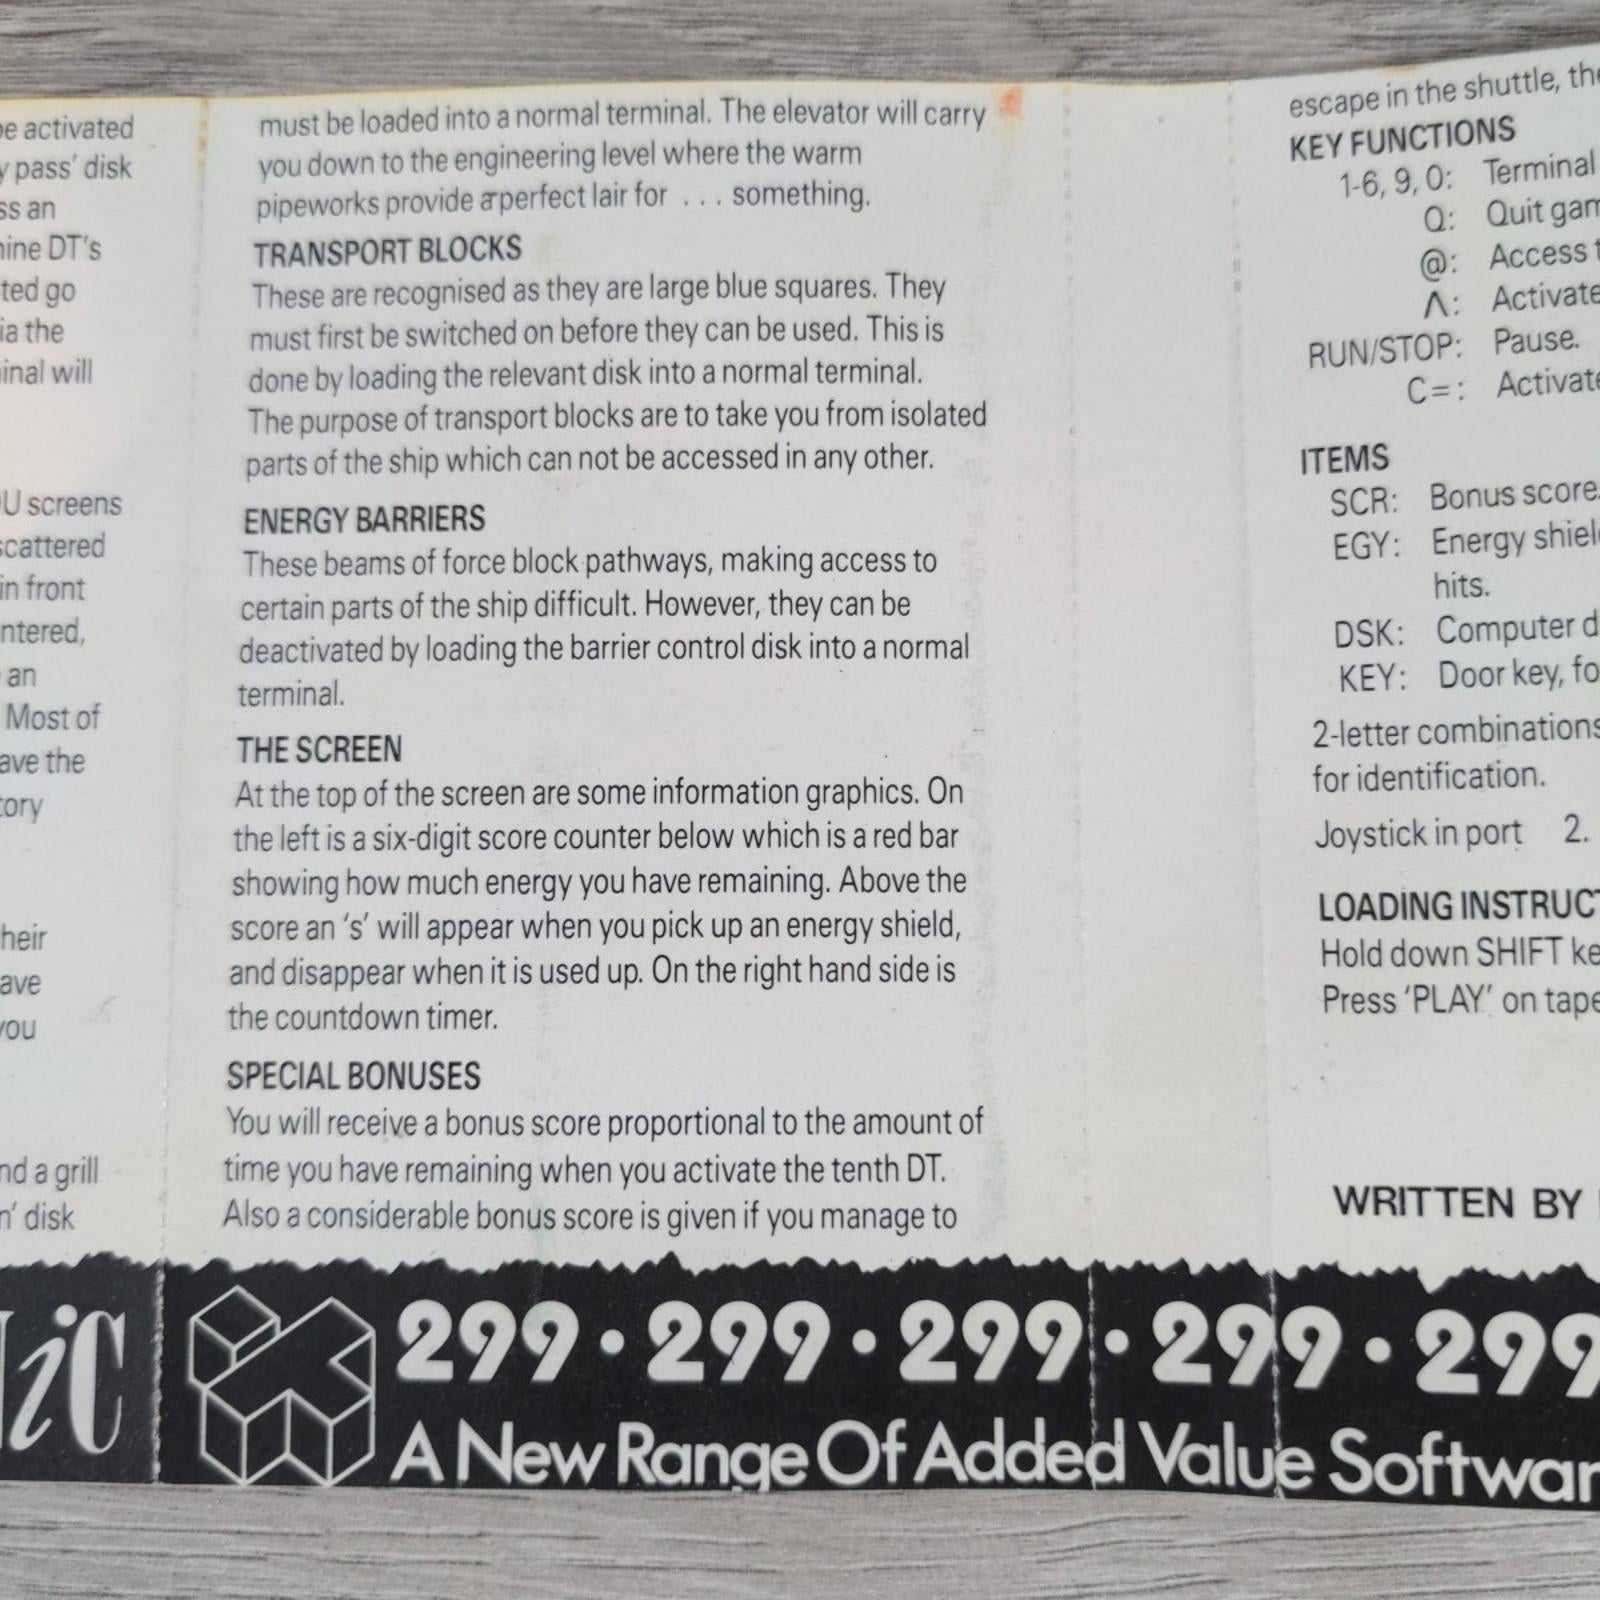 be activated
y pass' disk
ss an
nine DT's
ted go
ia the
inal will
U screens
scattered
in front
ntered,
an
Most of
ave the
tory
heir
ave
you
nd a grill
n' disk
must be loaded into a normal terminal. The elevator will carry
you down to the engineering level where the warm
pipeworks provide a perfect lair for ... something.
TRANSPORT BLOCKS
These are recognised as they are large blue squares. They
must first be switched on before they can be used. This is
done by loading the relevant disk into a normal terminal.
The purpose of transport blocks are to take you from isolated
parts of the ship which can not be accessed in any other.
ENERGY BARRIERS
These beams of force block pathways, making access to
certain parts of the ship difficult. However, they can be
deactivated by loading the barrier control disk into a normal
terminal.
THE SCREEN
At the top of the screen are some information graphics. On
the left is a six-digit score counter below which is a red bar
showing how much energy you have remaining. Above the
score an 's' will appear when you pick up an energy shield,
and disappear when it is used up. On the right hand side is
the countdown timer.
SPECIAL BONUSES
You will receive a bonus score proportional to the amount of
time you have remaining when you activate the tenth DT.
Also a considerable bonus score is given if you manage to
escape in the shuttle, the
KEY FUNCTIONS
1-6, 9, 0: Terminal
Q: Quit gam
@: Access t
Λ: Activate
RUN/STOP: Pause.
C=: Activate
ITEMS
SCR: Bonus score.
EGY: Energy shiel
hits.
DSK: Computer d
KEY: Door key, fo
2-letter combinations
for identification.
Joystick in port 2.
LOADING INSTRUCT
Hold down SHIFT ke
Press 'PLAY' on tape
WRITTEN BY
iC
299 • 299 • 299 • 299 • 299
A New Range Of Added Value Softwar